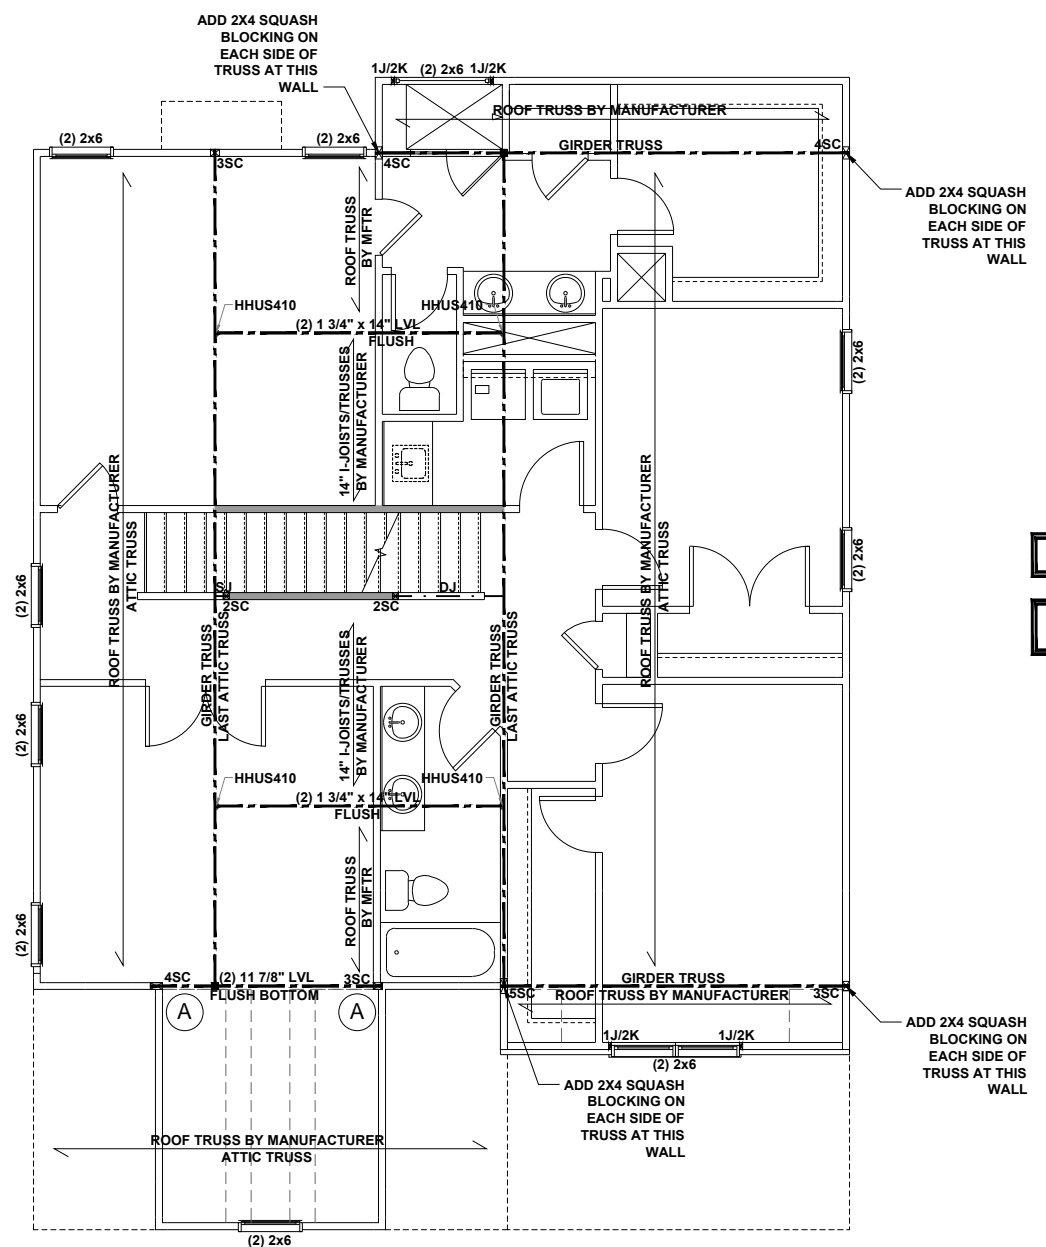 ADD 2X4 SQUASH
BLOCKING ON
EACH SIDE OF
TRUSS AT THIS
WALL
1J/2K
(2) 2x6
1J/2K
ROOF TRUSS BY MANUFACTURER
(2) 2x6
(2) 2x6
3SC
4SC
GIRDER TRUSS
4SC
ADD 2X4 SQUASH
BLOCKING ON
EACH SIDE OF
TRUSS AT THIS
WALL
ROOF TRUSS
BY MFTR
HHUS410
HHUS410
(2) 1 3/4" x 14" LVL
FLUSH
(2) 2x6
14" I-JOISTS/TRUSSES
BY MANUFACTURER
ROOF TRUSS BY MANUFACTURER
ATTIC TRUSS
ROOF TRUSS BY MANUFACTURER
ATTIC TRUSS
(2) 2x6
(2) 2x6
SJ
DJ
2SC
2SC
GIRDER TRUSS
LAST ATTIC TRUSS
14" I-JOISTS/TRUSSES
BY MANUFACTURER
GIRDER TRUSS
LAST ATTIC TRUSS
(2) 2x6
HHUS410
HHUS410
(2) 1 3/4" x 14" LVL
FLUSH
ROOF TRUSS
BY MFTR
(2) 2x6
4SC
(2) 11 7/8" LVL
3SC
FLUSH BOTTOM
A
A
GIRDER TRUSS
5SC
ROOF TRUSS BY MANUFACTURER
3SC
1J/2K
1J/2K
(2) 2x6
ADD 2X4 SQUASH
BLOCKING ON
EACH SIDE OF
TRUSS AT THIS
WALL
ADD 2X4 SQUASH
BLOCKING ON
EACH SIDE OF
TRUSS AT THIS
WALL
ROOF TRUSS BY MANUFACTURER
ATTIC TRUSS
(2) 2x6